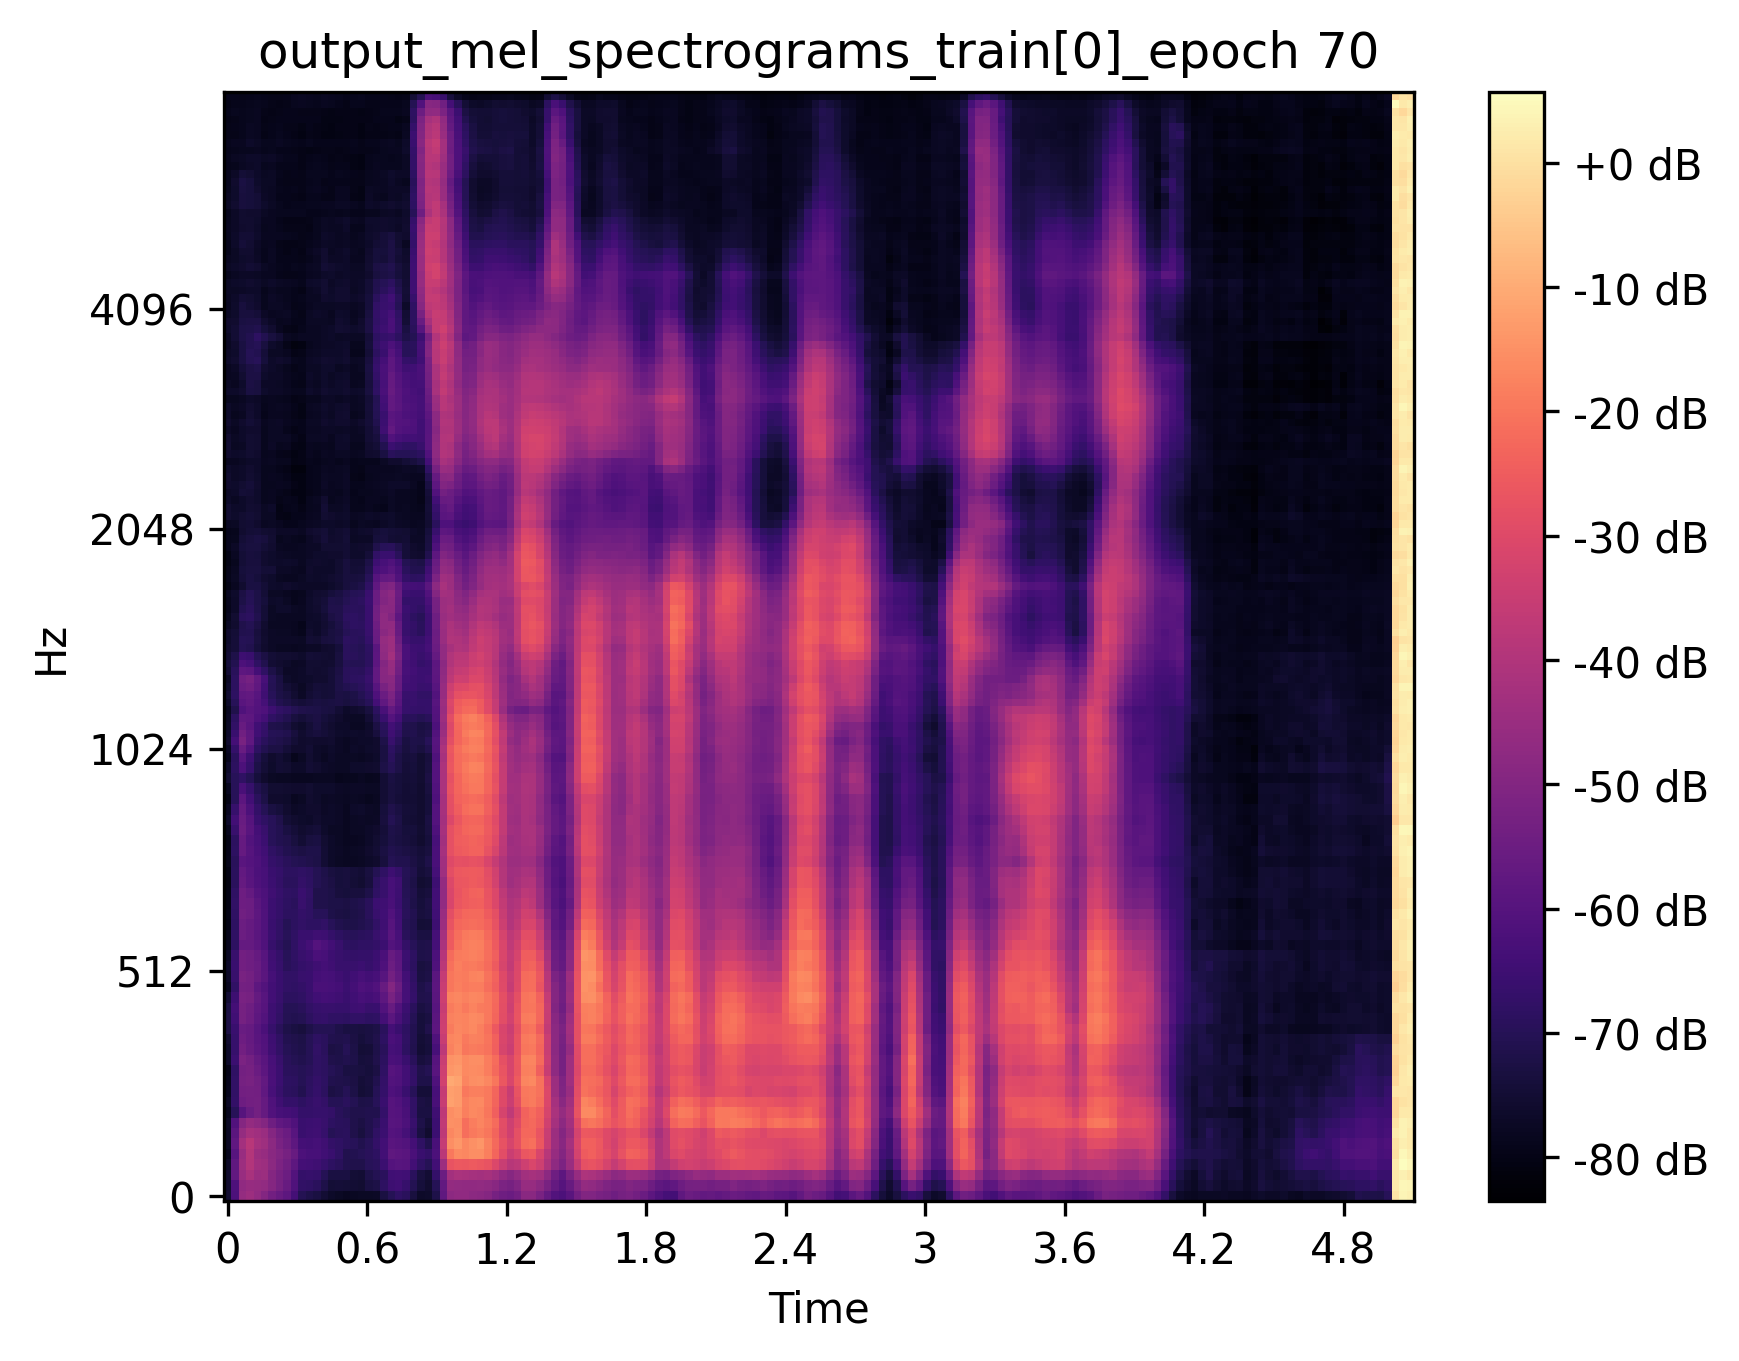 output_mel_spectrograms_train[0]_epoch 70
Hz
4096
2048
1024
512
0
0 0.6 1.2 1.8 2.4 3 3.6 4.2 4.8
Time
+0 dB
-10 dB
-20 dB
-30 dB
-40 dB
-50 dB
-60 dB
-70 dB
-80 dB